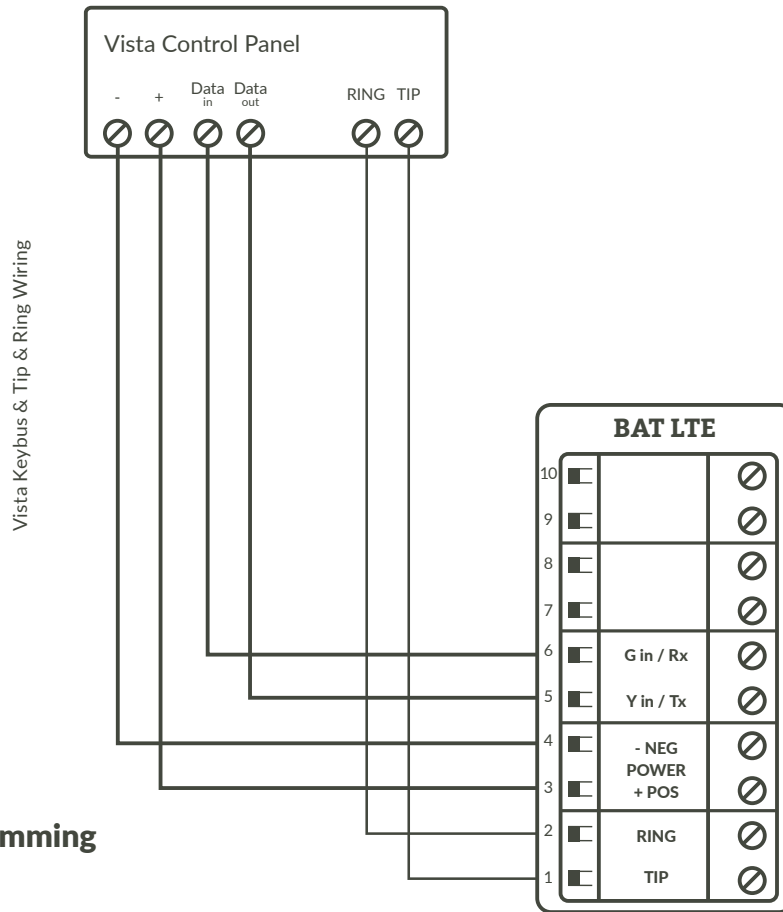 Vista Control Panel
- + Data in Data out RING TIP
Vista Keybus & Tip & Ring Wiring
BAT LTE
10
9
8
7
6 G in / Rx
5 Y in / Tx
4 - NEG
POWER
3 + POS
2 RING
1 TIP
mming